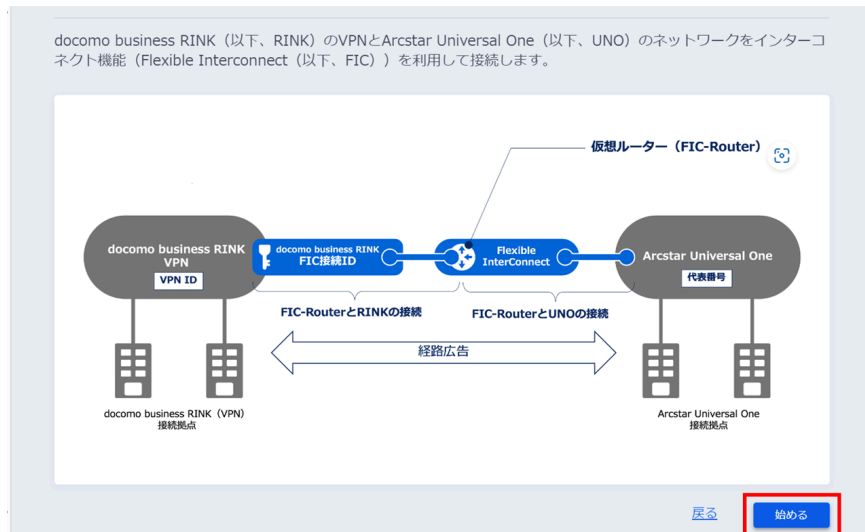 docomo business RINK（以下、RINK）のVPNとArcstar Universal One（以下、UNO）のネットワークをインターコ
ネクト機能（Flexible Interconnect（以下、FIC））を利用して接続します。
仮想ルーター（FIC-Router）
docomo business RINK
VPN
VPN ID
docomo business RINK
FIC接続ID
Flexible
InterConnect
Arcstar Universal One
代表番号
FIC-RouterとRINKの接続
FIC-RouterとUNOの接続
経路広告
docomo business RINK（VPN）
接続拠点
Arcstar Universal One
接続拠点
戻る
始める